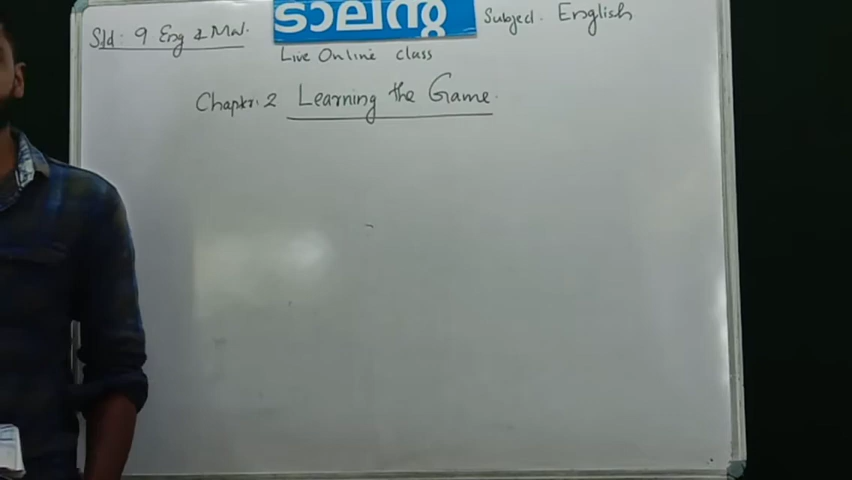 Std : 9 Eng & Mal.
Subject . English
Live Online class
Chapter : 2 Learning the Game.